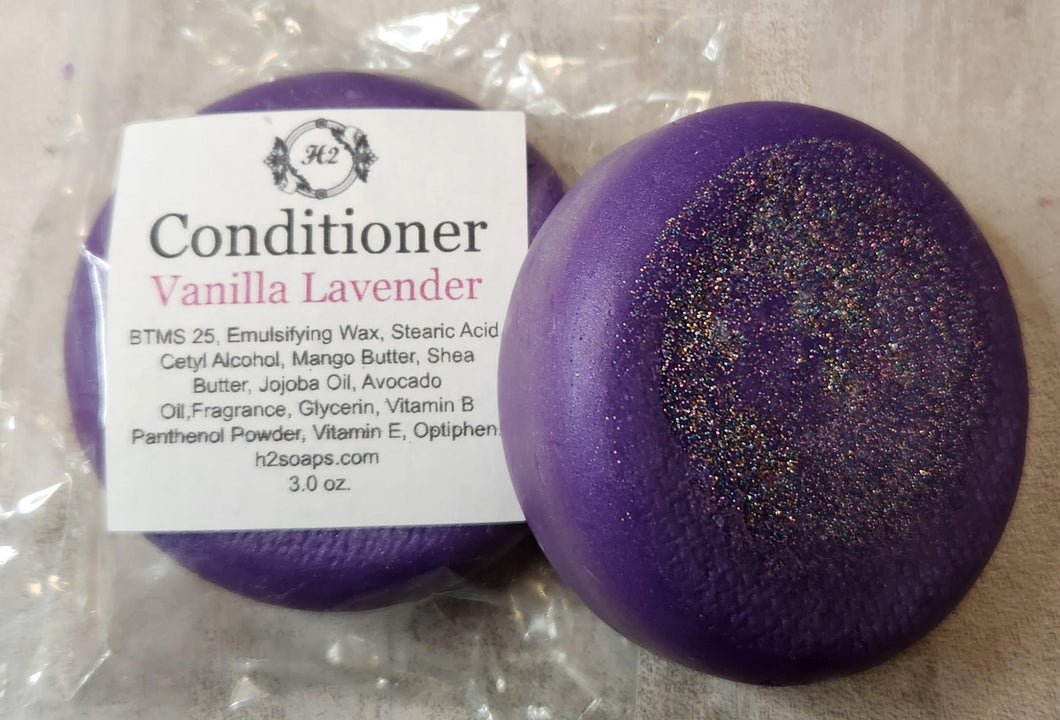 H2
Conditioner
Vanilla Lavender
BTMS 25, Emulsifying Wax, Stearic Acid
Cetyl Alcohol, Mango Butter, Shea
Butter, Jojoba Oil, Avocado
Oil,Fragrance, Glycerin, Vitamin B
Panthenol Powder, Vitamin E, Optiphen.
h2soaps.com
3.0 oz.